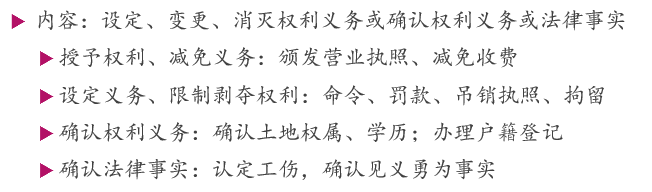 ▶ 内容：设定、变更、消灭权利义务或确认权利义务或法律事实
▶ 授予权利、减免义务：颁发营业执照、减免收费
▶ 设定义务、限制剥夺权利：命令、罚款、吊销执照、拘留
▶ 确认权利义务：确认土地权属、学历；办理户籍登记
▶ 确认法律事实：认定工伤，确认见义勇为事实